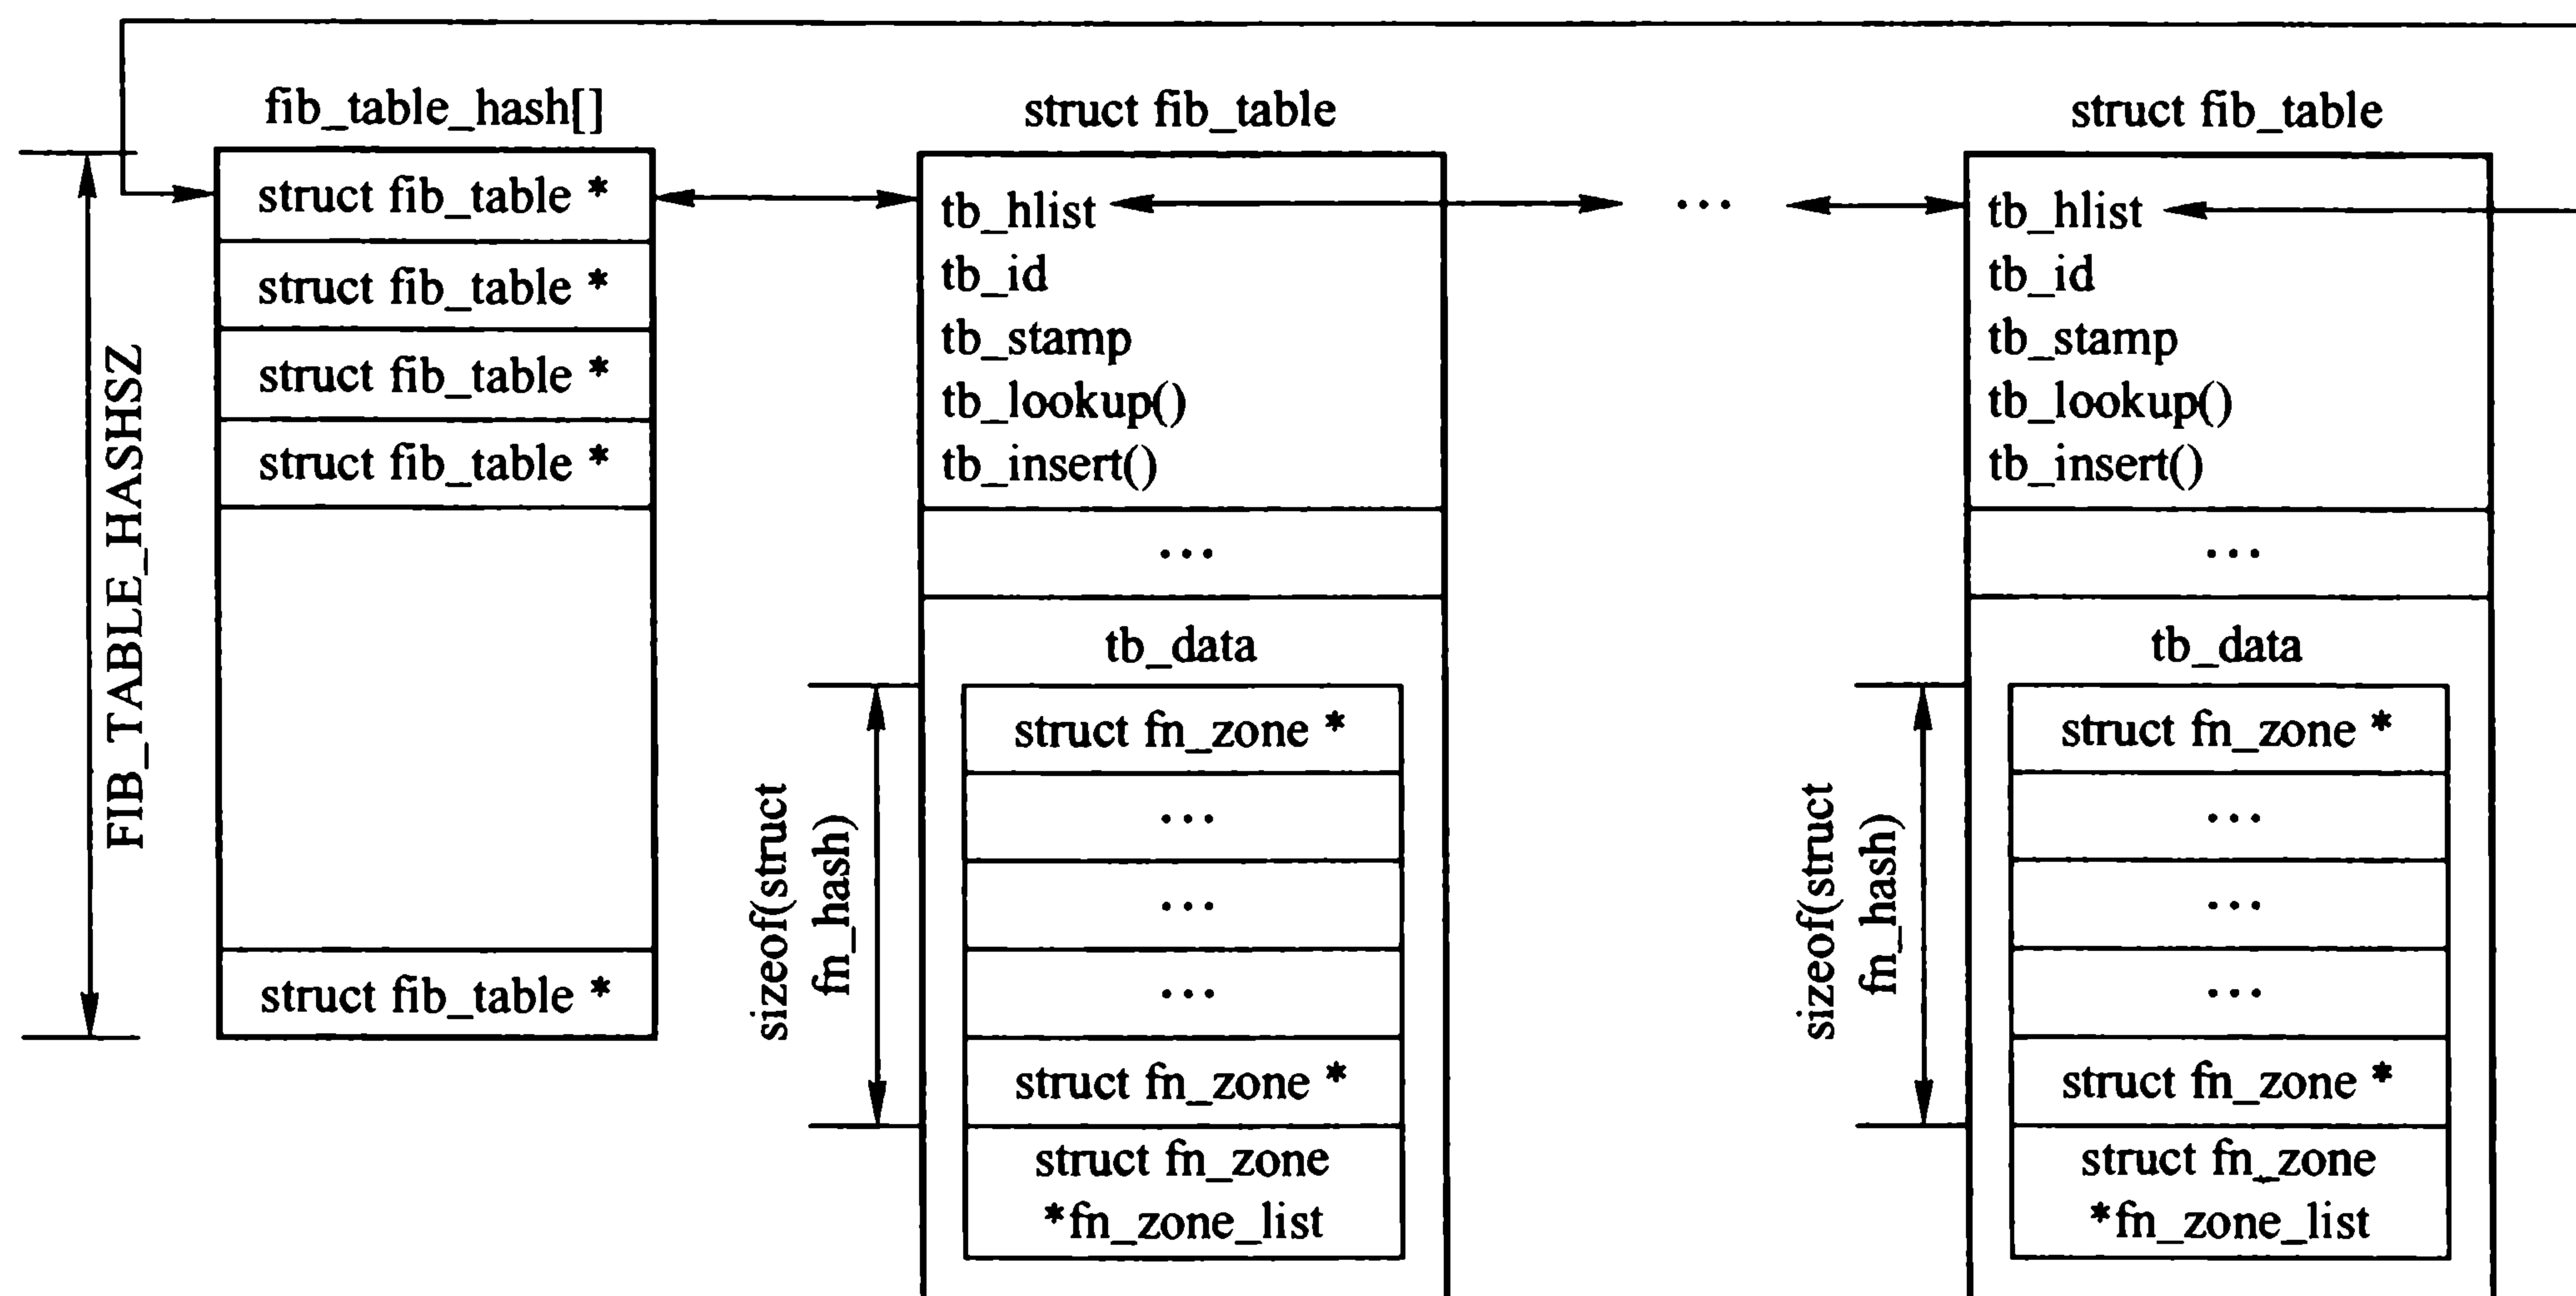 fib_table_hash[]
struct fib_table *
struct fib_table *
struct fib_table *
struct fib_table *
struct fib_table *
FIB_TABLE_HASHSZ
struct fib_table
tb_hlist
tb_id
tb_stamp
tb_lookup()
tb_insert()
...
tb_data
struct fn_zone *
...
...
...
struct fn_zone *
struct fn_zone
*fn_zone_list
sizeof(struct
fn_hash)
...
struct fib_table
tb_hlist
tb_id
tb_stamp
tb_lookup()
tb_insert()
...
tb_data
struct fn_zone *
...
...
...
struct fn_zone *
struct fn_zone
*fn_zone_list
sizeof(struct
fn_hash)